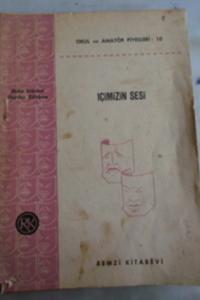 OKUL ve AMATÖR PİYESLERİ : 10
İÇİMİZİN SESİ
REMZİ KİTABEVİ